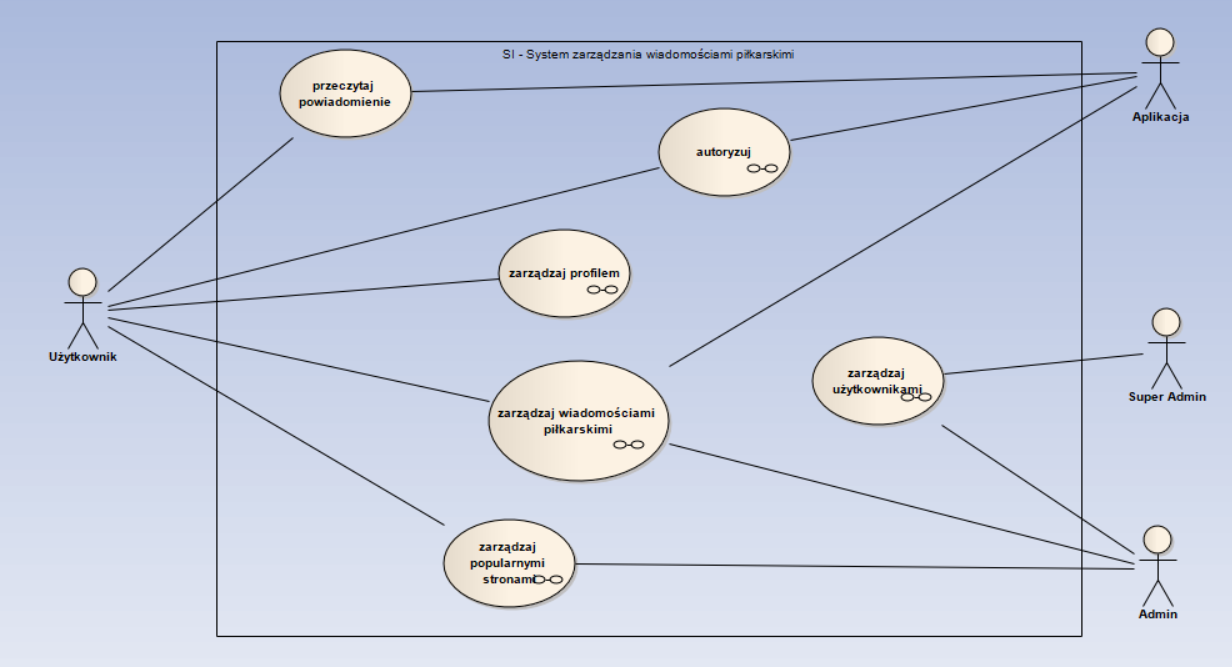 SI - System zarządzania wiadomościami piłkarskimi
przeczytaj
powiadomienie
Aplikacja
autoryzuj
zarządzaj profilem
Użytkownik
zarządzaj
użytkownikami
Super Admin
zarządzaj wiadomościami
piłkarskimi
zarządzaj
popularnymi
stronami
Admin